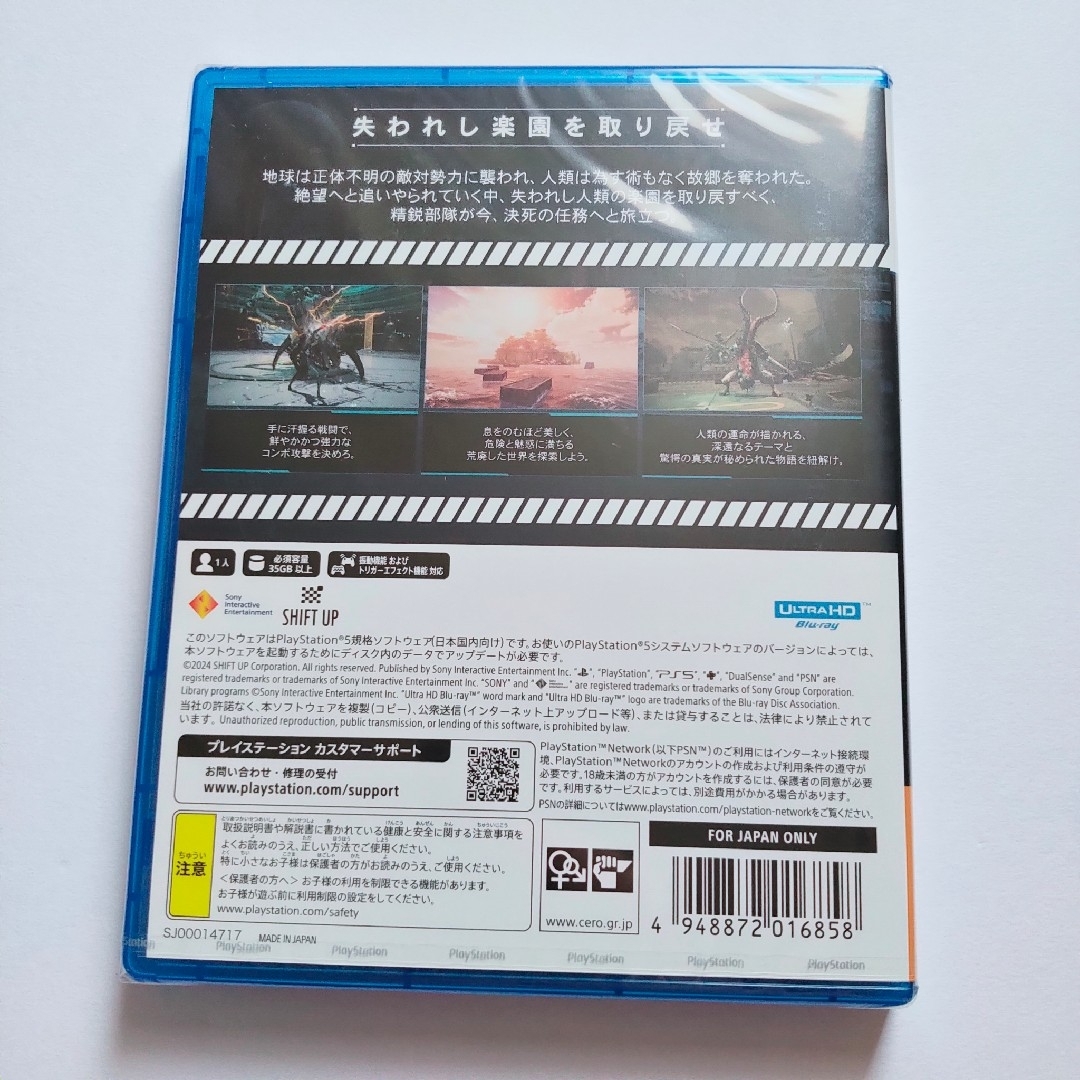 失われし楽園を取り戻せ
地球は正体不明の敵対勢力に襲われ、人類は為す術もなく故郷を奪われた。
絶望へと追いやられていく中、失われし人類の楽園を取り戻すべく、
精鋭部隊が今、決死の任務へと旅立つ。
手に汗握る戦闘で、
鮮やかかつ強力な
コンボ攻撃を決めろ。
息をのむほど美しく、
危険と魅惑に満ちる
荒廃した世界を探索しよう。
人類の運命が描かれる、
深遠なるテーマと
驚愕の真実が秘められた物語を紐解け。
1人
必須容量
35GB 以上
振動機能 および
トリガーエフェクト機能 対応
Sony
Interactive
Entertainment
SHIFT UP
ULTRA HD
Blu-ray™
このソフトウェアはPlayStation®5規格ソフトウェア(日本国内向け)です。お使いのPlayStation®5システムソフトウェアのバージョンによっては、
本ソフトウェアを起動するためにディスク内のデータでアップデートが必要です。
©2024 SHIFT UP Corporation. All rights reserved. Published by Sony Interactive Entertainment Inc. "", "PlayStation", "PS5", "", "DualSense" and "PSN" are
registered trademarks or trademarks of Sony Interactive Entertainment Inc. "SONY" and "" are registered trademarks or trademarks of Sony Group Corporation.
Library programs ©Sony Interactive Entertainment Inc. "Ultra HD Blu-ray™" word mark and "Ultra HD Blu-ray™" logo are trademarks of the Blu-ray Disc Association.
当社の許諾なく、本ソフトウェアを複製(コピー)、公衆送信(インターネット上アップロード等)、または貸与することは、法律により禁止されて
います。Unauthorized reproduction, public transmission, or lending of this software, is prohibited by law.
プレイステーション カスタマーサポート
お問い合わせ・修理の受付
www.playstation.com/support
PlayStation™Network(以下PSN™)のご利用にはインターネット接続環
境、PlayStation™Networkのアカウントの作成および利用条件の遵守が
必要です。18歳未満の方がアカウントを作成するには、保護者の同意が必要
です。利用するサービスによっては、別途費用がかかる場合があります。
PSNの詳細についてはwww.playstation.com/playstation-networkをご覧ください。
ちゅうい
注意
取扱説明書や解説書に書かれている健康と安全に関する注意事項を
よくお読みのうえ、正しい方法でご使用ください。
特に小さなお子様は保護者の方がお読みのうえ、ご使用ください。
<保護者の方へ> お子様の利用を制限できる機能があります。
お子様が遊ぶ前に利用制限の設定をしてください。
www.playstation.com/safety
www.cero.gr.jp
FOR JAPAN ONLY
4 948872 016858
SJ00014717
MADE IN JAPAN
PlayStation PlayStation PlayStation PlayStation PlayStation PlayStation